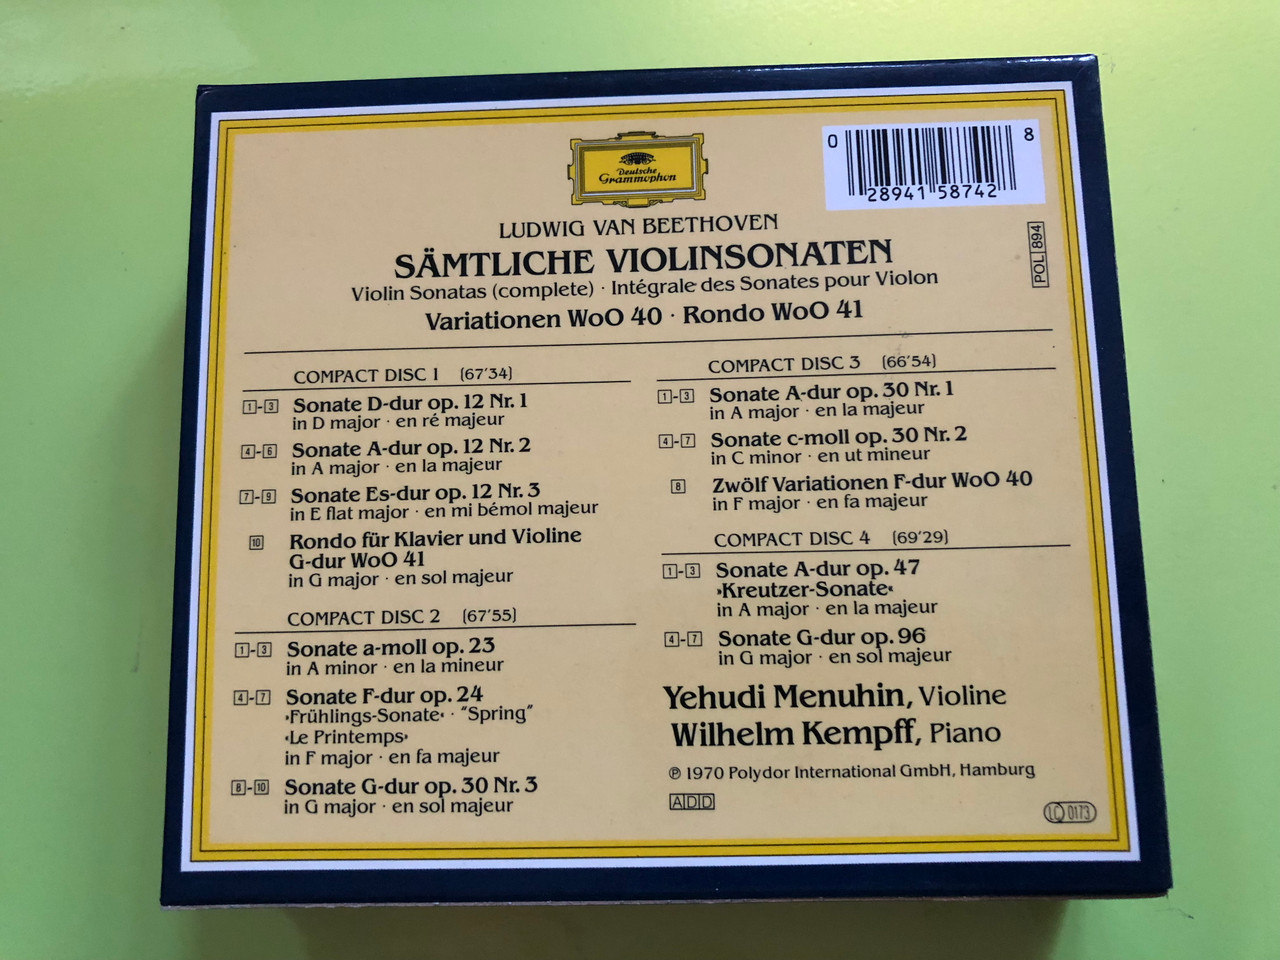 Deutsche
Grammophon
0 28941 58742 8
LUDWIG VAN BEETHOVEN
SÄMTLICHE VIOLINSONATEN
Violin Sonatas (complete) · Intégrale des Sonates pour Violon
Variationen WoO 40 · Rondo WoO 41
POL 894
COMPACT DISC 1 (67'34)
1-3 Sonate D-dur op. 12 Nr. 1
in D major · en ré majeur
4-6 Sonate A-dur op. 12 Nr. 2
in A major · en la majeur
7-9 Sonate Es-dur op. 12 Nr. 3
in E flat major · en mi bémol majeur
10 Rondo für Klavier und Violine
G-dur WoO 41
in G major · en sol majeur
COMPACT DISC 2 (67'55)
1-3 Sonate a-moll op. 23
in A minor · en la mineur
4-7 Sonate F-dur op. 24
›Frühlings-Sonate‹ · "Spring"
‹Le Printemps›
in F major · en fa majeur
8-10 Sonate G-dur op. 30 Nr. 3
in G major · en sol majeur
COMPACT DISC 3 (66'54)
1-3 Sonate A-dur op. 30 Nr. 1
in A major · en la majeur
4-7 Sonate c-moll op. 30 Nr. 2
in C minor · en ut mineur
8 Zwölf Variationen F-dur WoO 40
in F major · en fa majeur
COMPACT DISC 4 (69'29)
1-3 Sonate A-dur op. 47
›Kreutzer-Sonate‹
in A major · en la majeur
4-7 Sonate G-dur op. 96
in G major · en sol majeur
Yehudi Menuhin, Violine
Wilhelm Kempff, Piano
℗ 1970 Polydor International GmbH, Hamburg
ADD
LC 0173